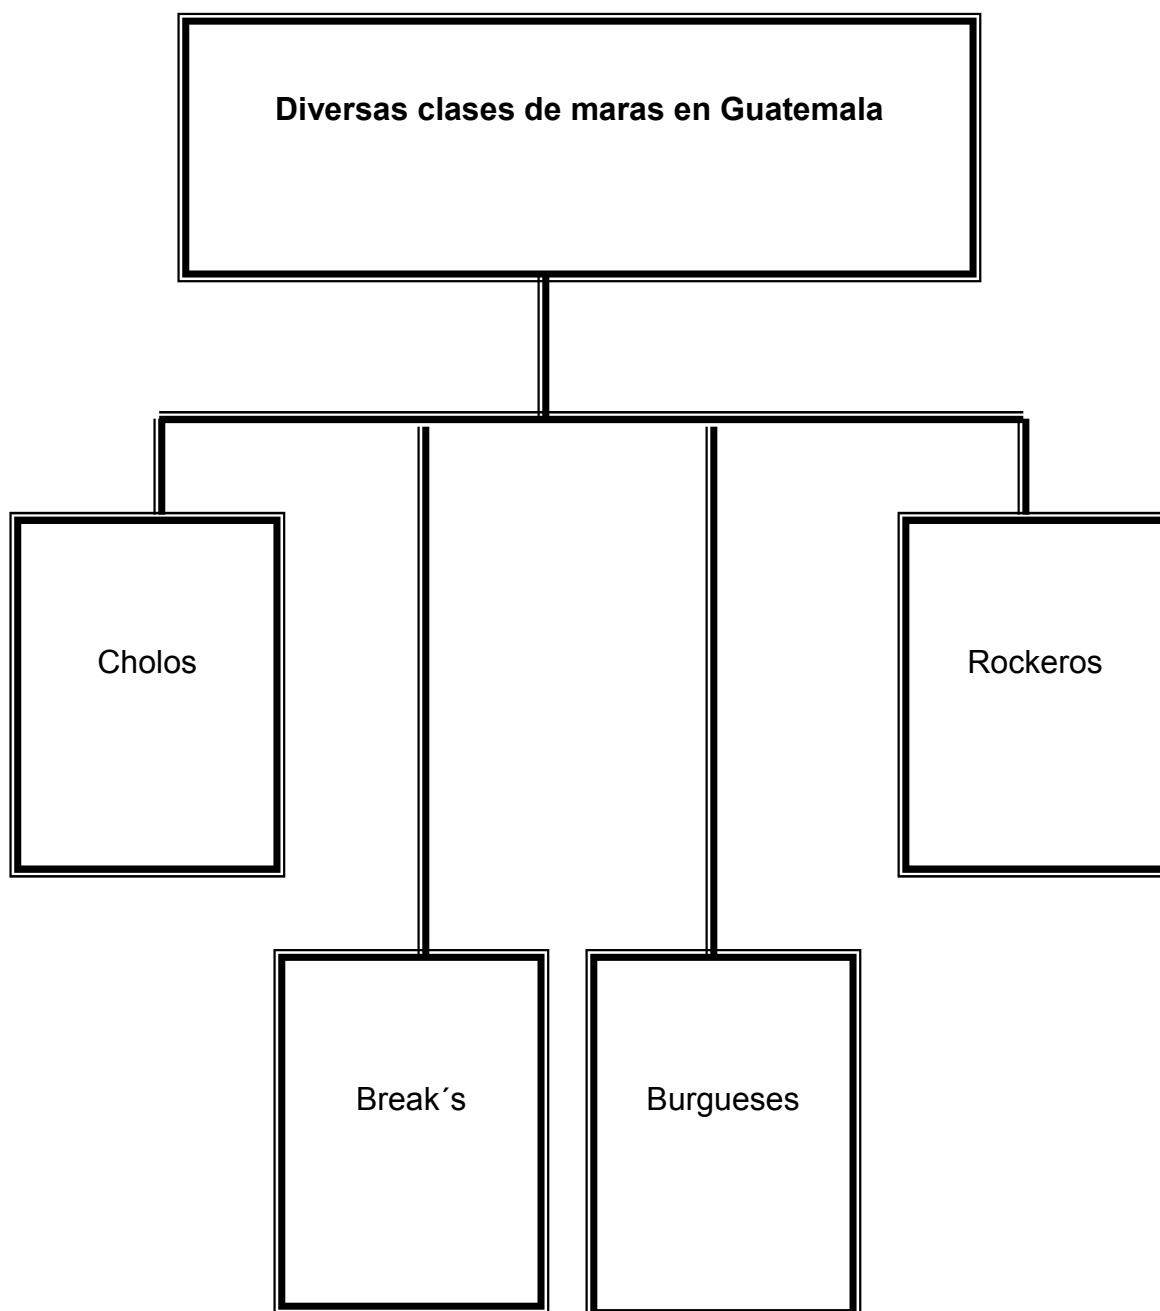 Diversas clases de maras en Guatemala
Cholos
Rockeros
Break´s
Burgueses